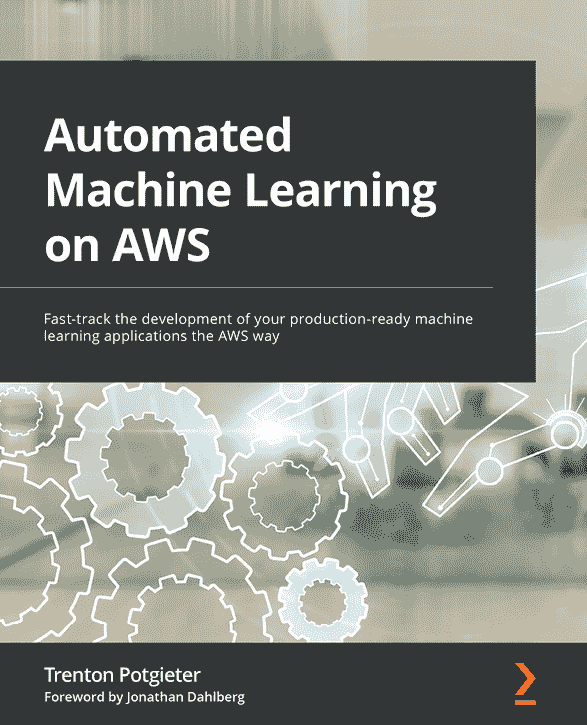 Automated
Machine Learning
on AWS
Fast-track the development of your production-ready machine
learning applications the AWS way
Trenton Potgieter
Foreword by Jonathan Dahlberg